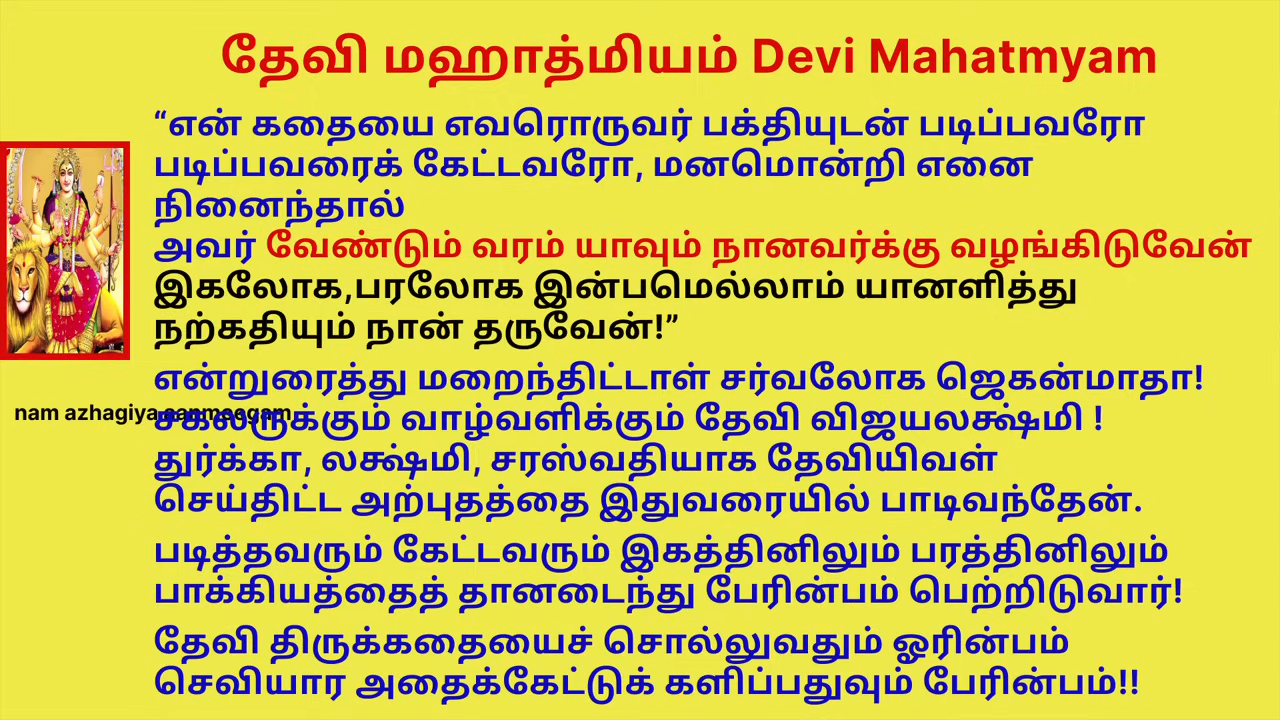 தேவி மஹாத்மியம் Devi Mahatmyam
“என் கதையை எவரொருவர் பக்தியுடன் படிப்பவரோ
படிப்பவரைக் கேட்டவரோ, மனமொன்றி எனை
நினைந்தால்
அவர் வேண்டும் வரம் யாவும் நானவர்க்கு வழங்கிடுவேன்
இகலோக,பரலோக இன்பமெல்லாம் யானளித்து
நற்கதியும் நான் தருவேன்!”
என்றுரைத்து மறைந்திட்டாள் சர்வலோக ஜெகன்மாதா!
nam azhagiya aanmeegam
சகலருக்கும் வாழ்வளிக்கும் தேவி விஜயலக்ஷ்மி !
துர்க்கா, லக்ஷ்மி, சரஸ்வதியாக தேவியிவள்
செய்திட்ட அற்புதத்தை இதுவரையில் பாடிவந்தேன்.
படித்தவரும் கேட்டவரும் இகத்தினிலும் பரத்தினிலும்
பாக்கியத்தைத் தானடைந்து பேரின்பம் பெற்றிடுவார்!
தேவி திருக்கதையைச் சொல்லுவதும் ஓரின்பம்
செவியார அதைக்கேட்டுக் களிப்பதுவும் பேரின்பம்!!